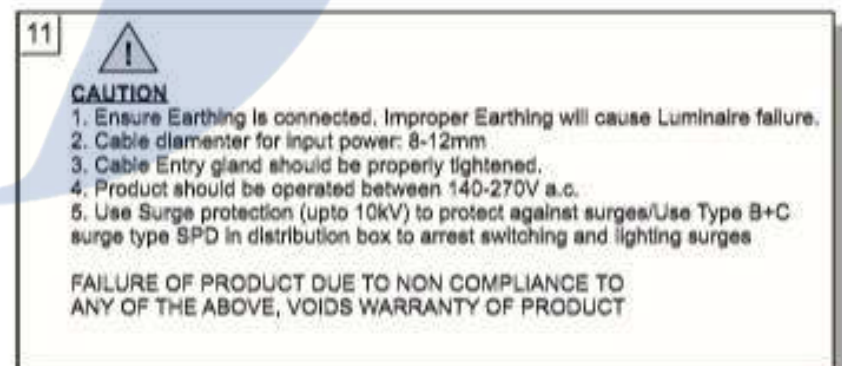 11
!
CAUTION
1. Ensure Earthing is connected. Improper Earthing will cause Luminaire failure.
2. Cable diamenter for input power: 8-12mm
3. Cable Entry gland should be properly tightened.
4. Product should be operated between 140-270V a.c.
5. Use Surge protection (upto 10kV) to protect against surges/Use Type B+C
surge type SPD in distribution box to arrest switching and lighting surges
FAILURE OF PRODUCT DUE TO NON COMPLIANCE TO
ANY OF THE ABOVE, VOIDS WARRANTY OF PRODUCT